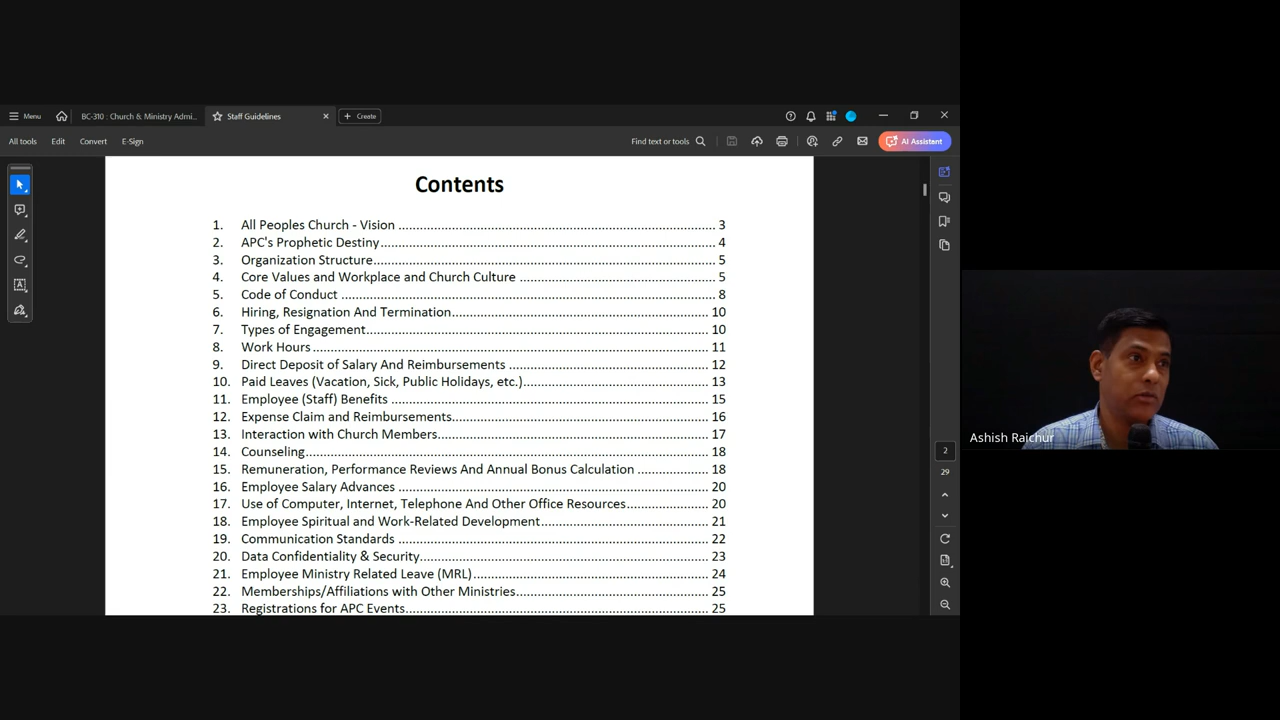 Menu
BC-310 : Church & Ministry Admi...
Staff Guidelines
Create
All tools
Edit
Convert
E-Sign
Find text or tools
AI Assistant
Contents
1. All Peoples Church - Vision ........ 3
2. APC's Prophetic Destiny ........ 4
3. Organization Structure ........ 5
4. Core Values and Workplace and Church Culture ........ 5
5. Code of Conduct ........ 8
6. Hiring, Resignation And Termination ........ 10
7. Types of Engagement ........ 10
8. Work Hours ........ 11
9. Direct Deposit of Salary And Reimbursements ........ 12
10. Paid Leaves (Vacation, Sick, Public Holidays, etc.) ........ 13
11. Employee (Staff) Benefits ........ 15
12. Expense Claim and Reimbursements ........ 16
13. Interaction with Church Members ........ 17
14. Counseling ........ 18
15. Remuneration, Performance Reviews And Annual Bonus Calculation ........ 18
16. Employee Salary Advances ........ 20
17. Use of Computer, Internet, Telephone And Other Office Resources ........ 20
18. Employee Spiritual and Work-Related Development ........ 21
19. Communication Standards ........ 22
20. Data Confidentiality & Security ........ 23
21. Employee Ministry Related Leave (MRL) ........ 24
22. Memberships/Affiliations with Other Ministries ........ 25
23. Registrations for APC Events ........ 25
2
29
Ashish Raichur